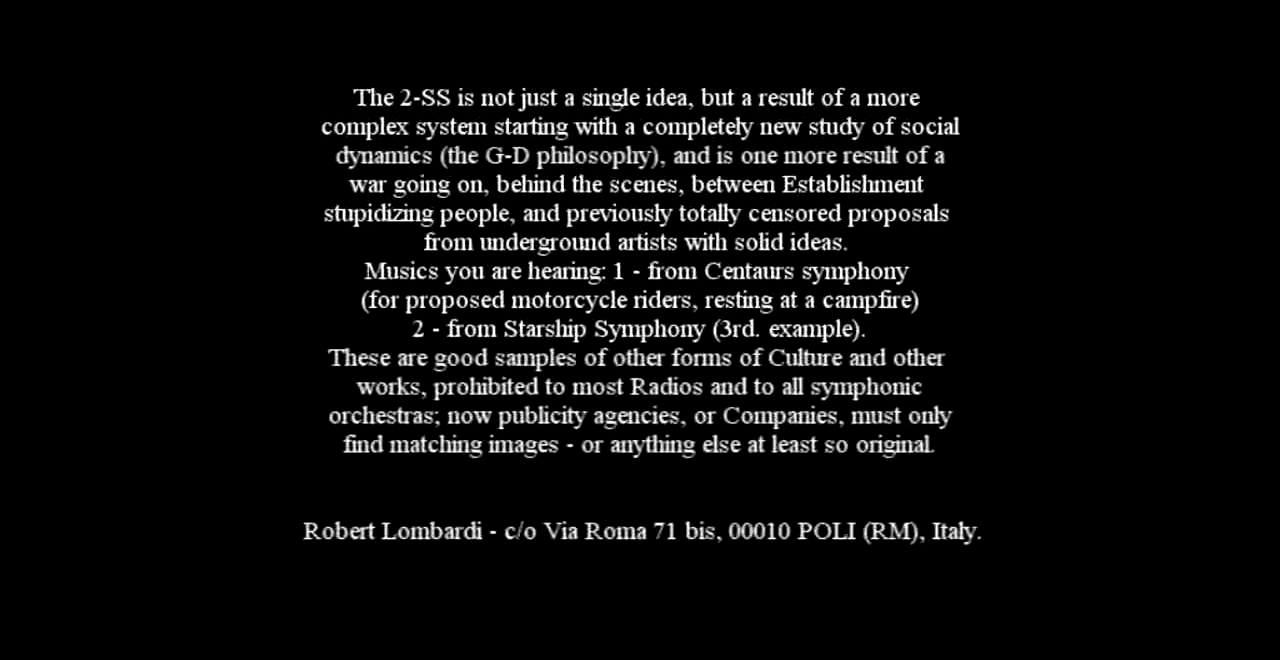 The 2-SS is not just a single idea, but a result of a more
complex system starting with a completely new study of social
dynamics (the G-D philosophy), and is one more result of a
war going on, behind the scenes, between Establishment
stupidizing people, and previously totally censored proposals
from underground artists with solid ideas.
Musics you are hearing: 1 - from Centaurs symphony
(for proposed motorcycle riders, resting at a campfire)
2 - from Starship Symphony (3rd. example).
These are good samples of other forms of Culture and other
works, prohibited to most Radios and to all symphonic
orchestras; now publicity agencies, or Companies, must only
find matching images - or anything else at least so original.
Robert Lombardi - c/o Via Roma 71 bis, 00010 POLI (RM), Italy.